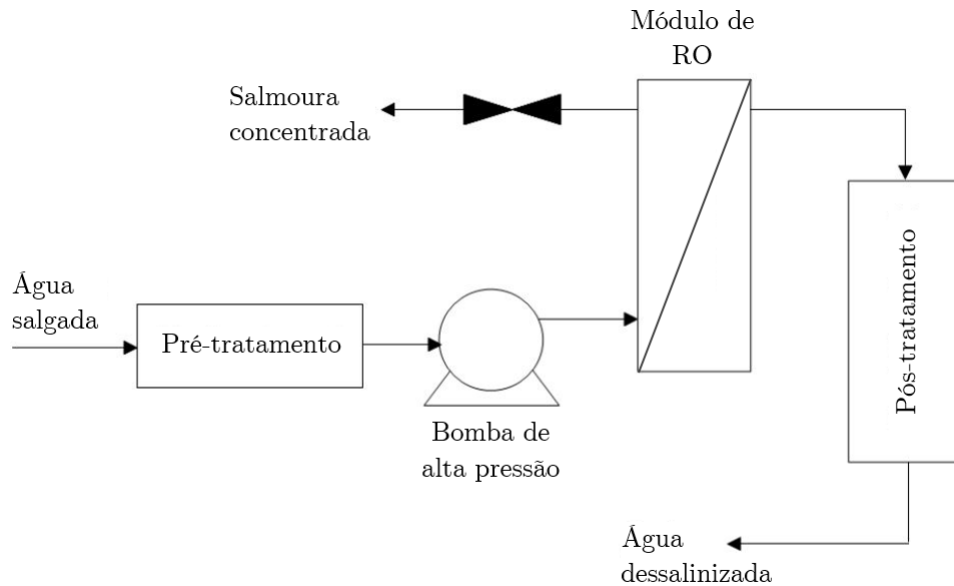 Módulo de
RO
Salmoura
concentrada
Água
salgada
Pré-tratamento
Bomba de
alta pressão
Pós-tratamento
Água
dessalinizada